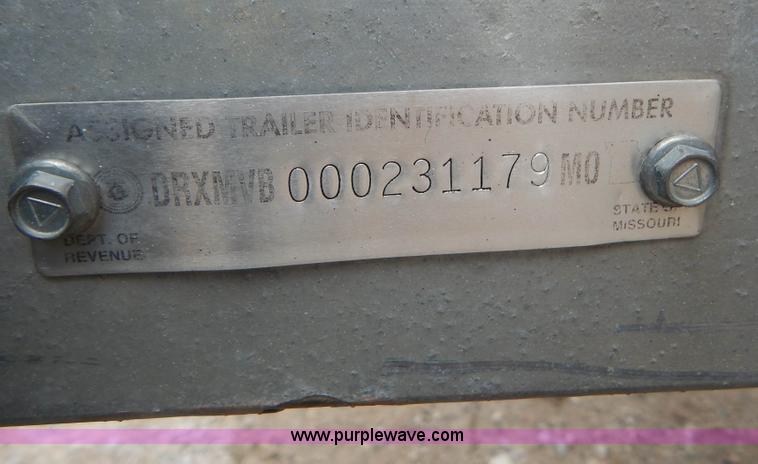 ASSIGNED TRAILER IDENTIFICATION NUMBER
DRXMVB 000231179 MO
DEPT. OF
REVENUE
STATE OF
MISSOURI
www.purplewave.com